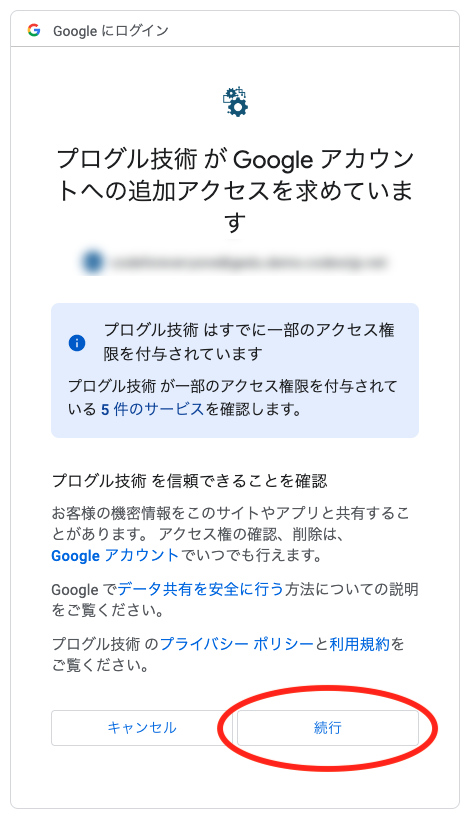 Google にログイン
プログル技術 が Google アカウン
トへの追加アクセスを求めていま
す
プログル技術 はすでに一部のアクセス権
限を付与されています
プログル技術 が一部のアクセス権限を付与されて
いる 5 件のサービスを確認します。
プログル技術 を信頼できることを確認
お客様の機密情報をこのサイトやアプリと共有するこ
とがあります。 アクセス権の確認、削除は、
Google アカウントでいつでも行えます。
Google でデータ共有を安全に行う方法についての説明
をご覧ください。
プログル技術 のプライバシー ポリシーと利用規約を
ご覧ください。
キャンセル
続行